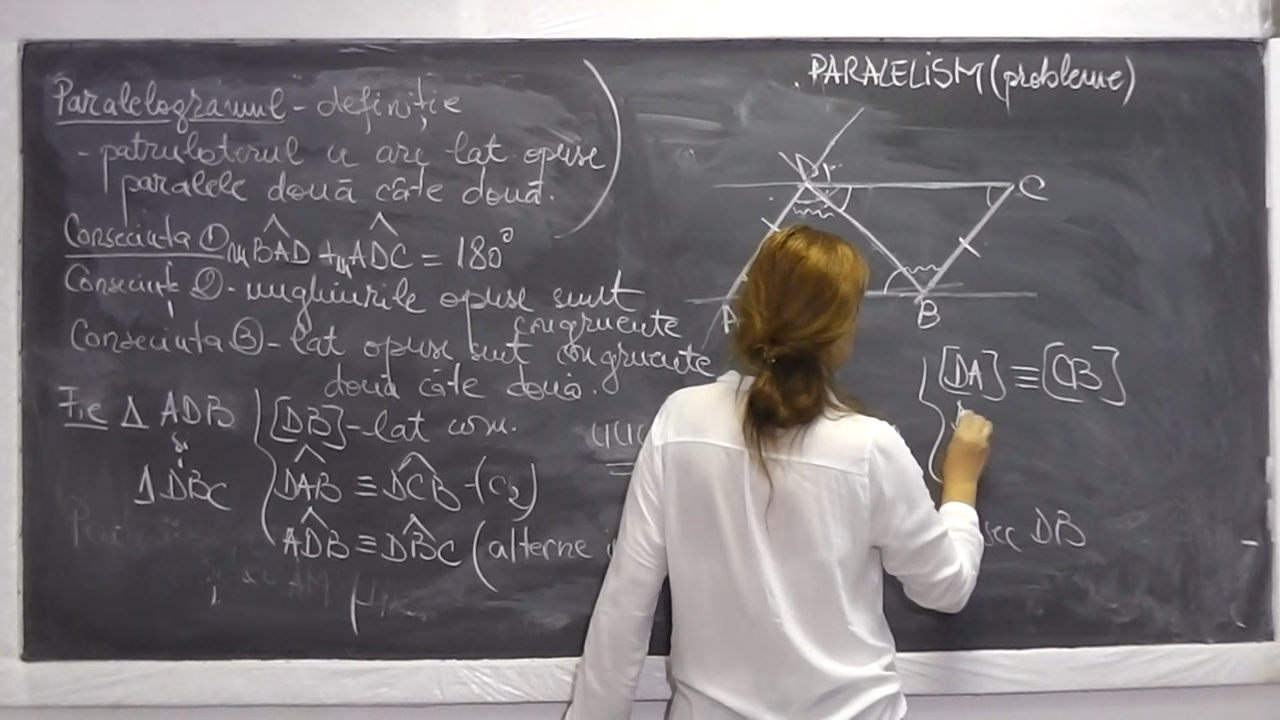 PARALELISM (probleme)
Paralelogramul - definiție
- patrulaterul ce are lat. opuse
paralele două câte două.
Consecința ① m BAD + m ADC = 180°
Consecința ② - unghiurile opuse sunt
congruente
Consecința ③ - lat opuse sunt congruente
două câte două.
Fie Δ ADB
și
Δ DBC
[DB] - lat com.
DAB ≡ DCB - (C₂)
ADB ≡ DBC (alterne
D
C
A
B
[DA] ≡ [CB]
sec DB